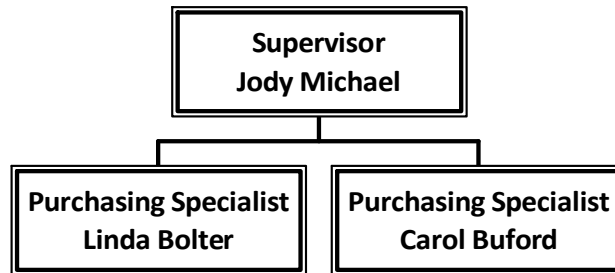 Supervisor
Jody Michael
Purchasing Specialist
Linda Bolter
Purchasing Specialist
Carol Buford